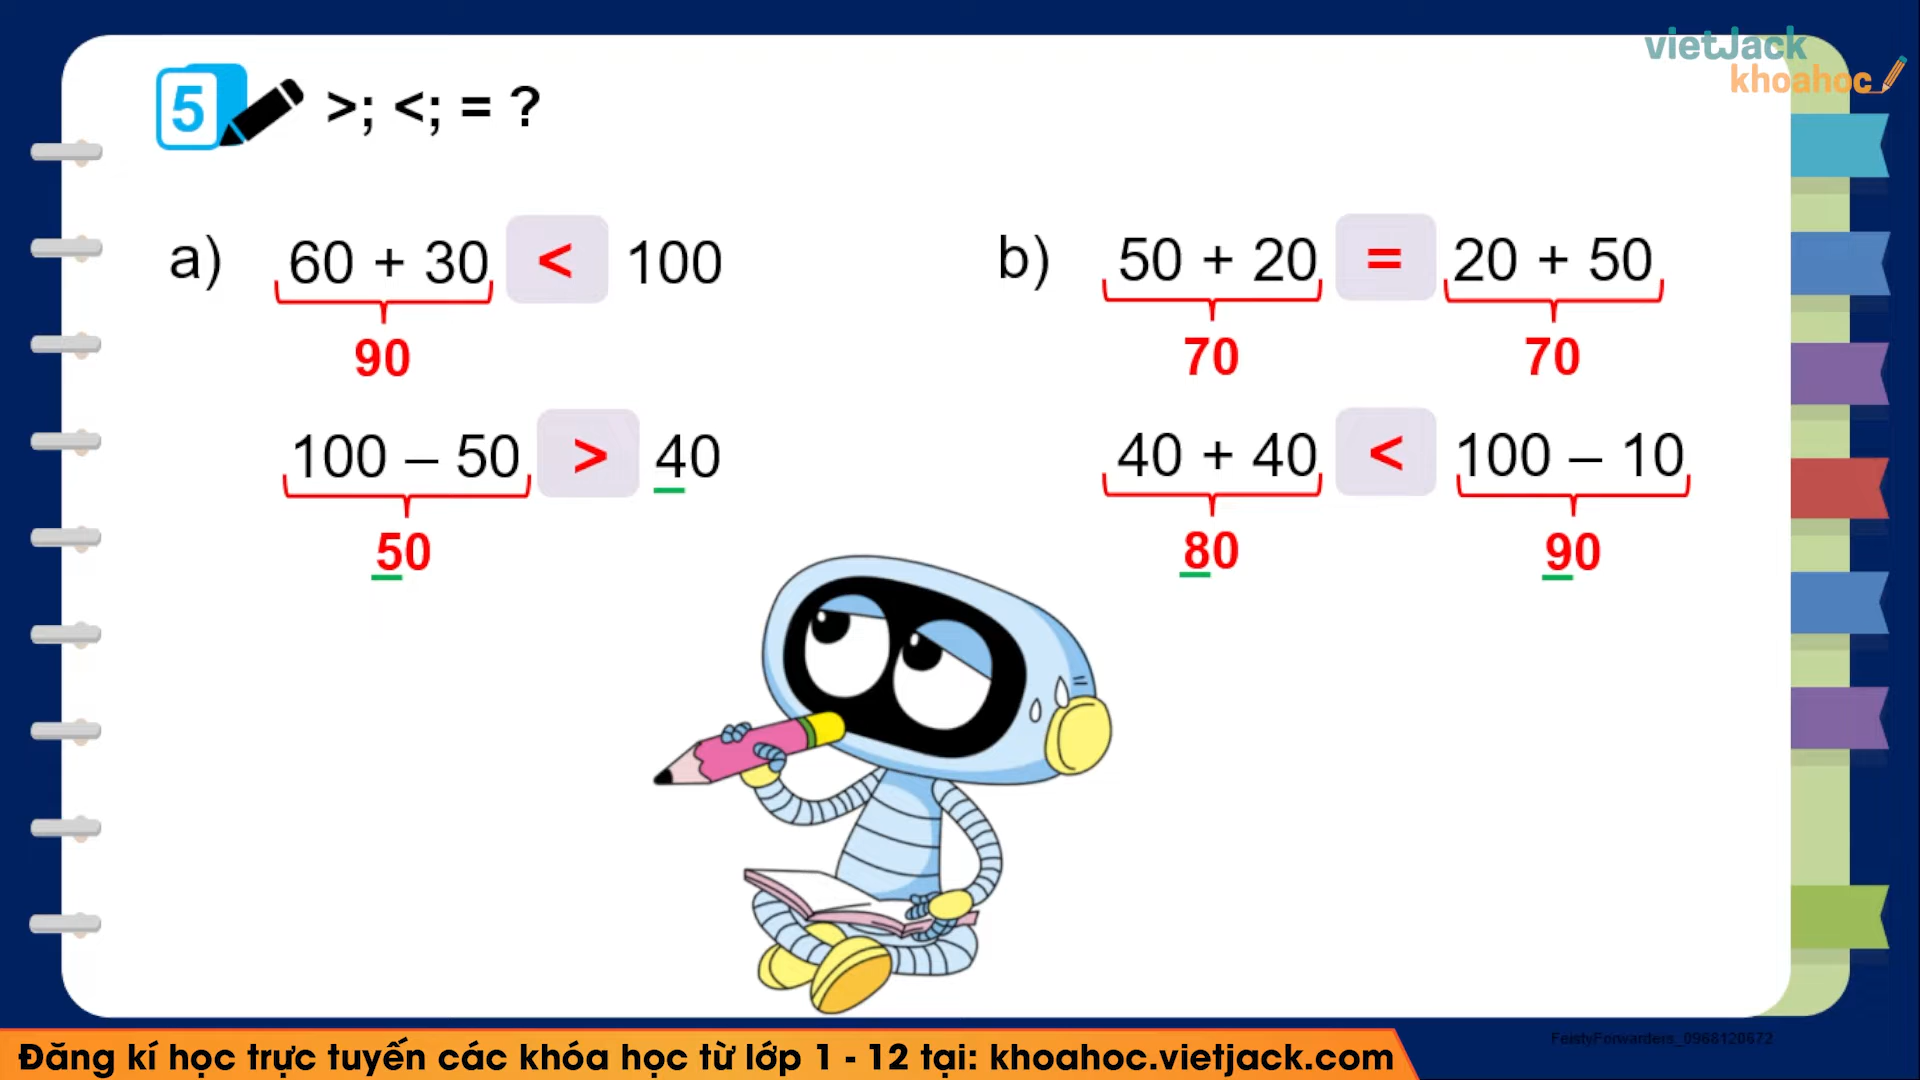 vietJack
khoahoc
5 >; <; = ?
a) 60 + 30 < 100
90
100 – 50 > 40
50
b) 50 + 20 = 20 + 50
70 70
40 + 40 < 100 – 10
80 90
FeistyForwarders_0968120672
Đăng kí học trực tuyến các khóa học từ lớp 1 - 12 tại: khoahoc.vietjack.com